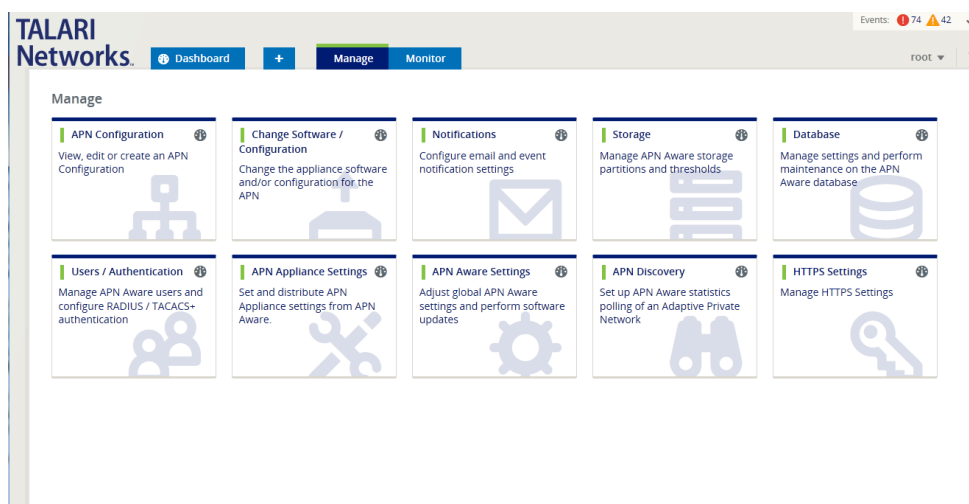 Events: 74 42
TALARI
Networks.
Dashboard + Manage Monitor
root
Manage
APN Configuration
View, edit or create an APN
Configuration
Change Software /
Configuration
Change the appliance software
and/or configuration for the
APN
Notifications
Configure email and event
notification settings
Storage
Manage APN Aware storage
partitions and thresholds
Database
Manage settings and perform
maintenance on the APN
Aware database
Users / Authentication
Manage APN Aware users and
configure RADIUS / TACACS+
authentication
APN Appliance Settings
Set and distribute APN
Appliance settings from APN
Aware.
APN Aware Settings
Adjust global APN Aware
settings and perform software
updates
APN Discovery
Set up APN Aware statistics
polling of an Adaptive Private
Network
HTTPS Settings
Manage HTTPS Settings